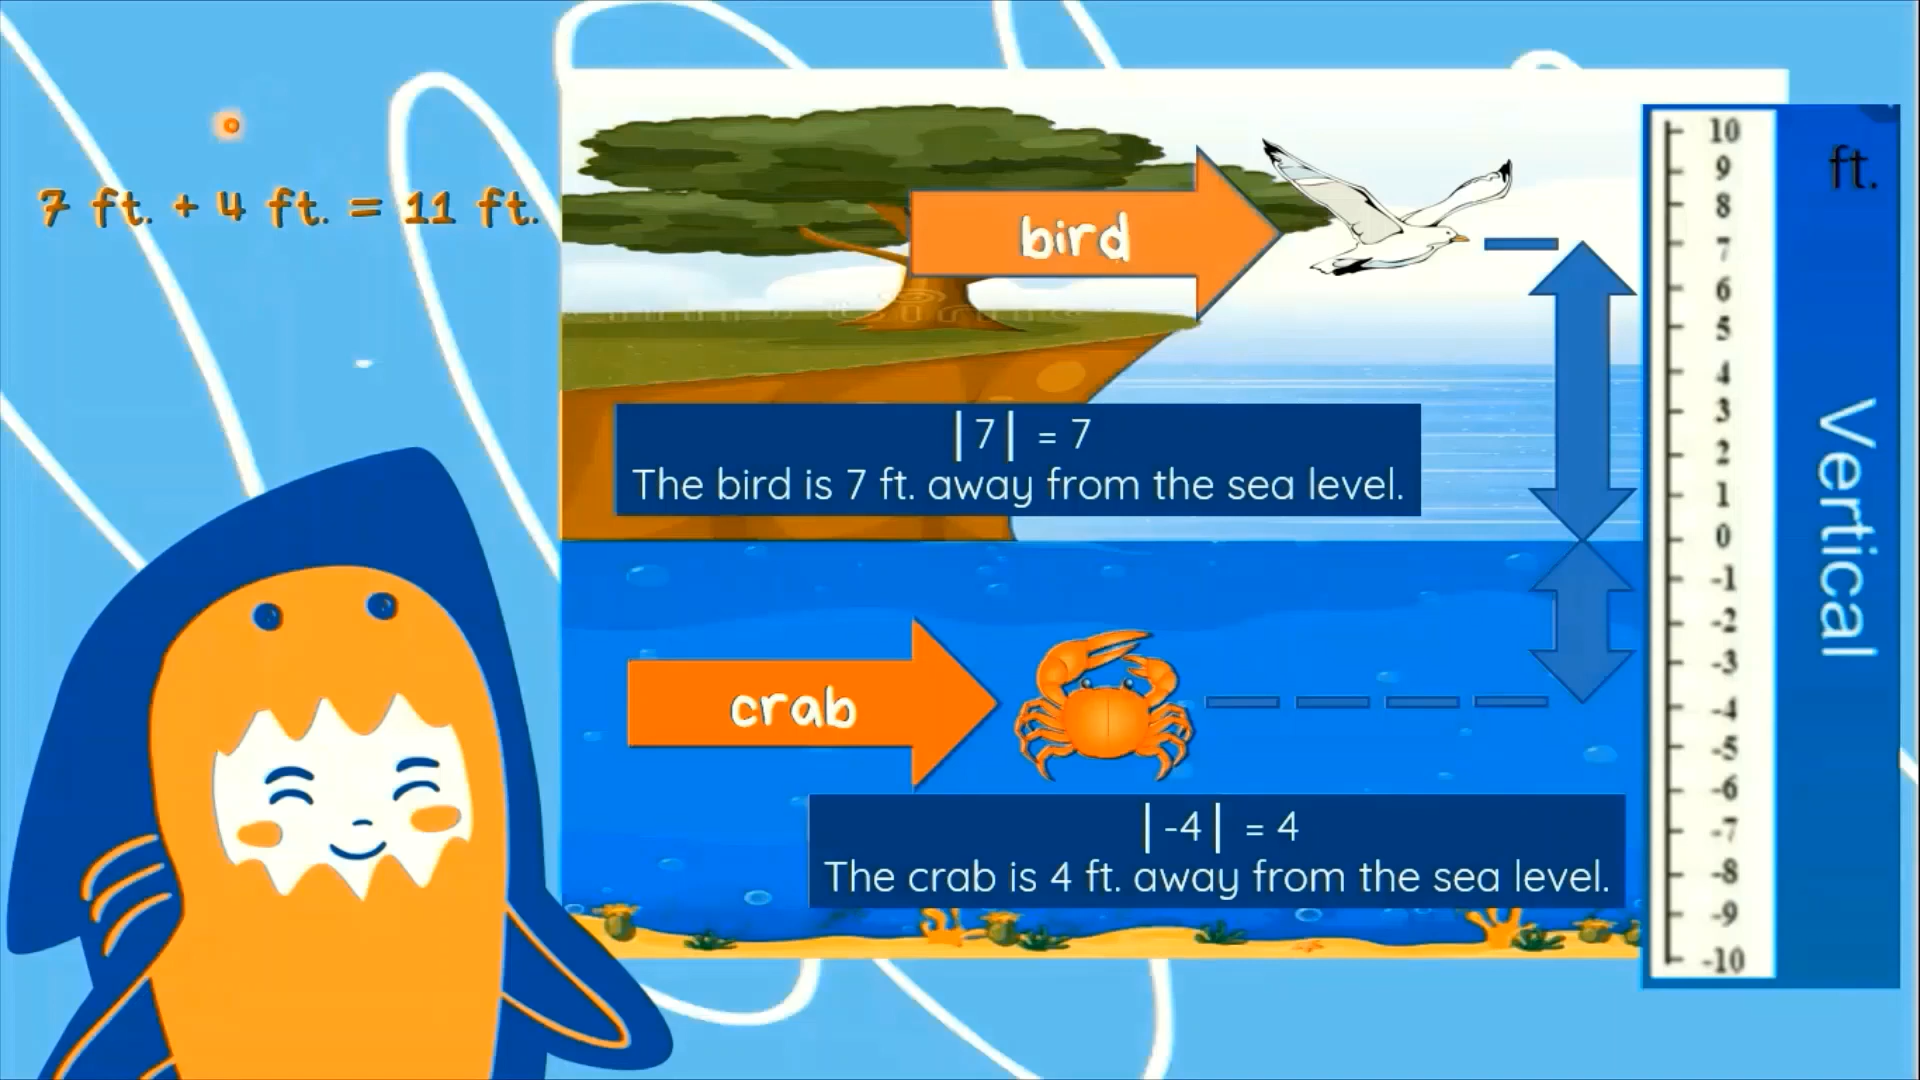 7 ft. + 4 ft. = 11 ft.
bird
|7| = 7
The bird is 7 ft. away from the sea level.
crab
|-4| = 4
The crab is 4 ft. away from the sea level.
10
9
8
7
6
5
4
3
2
1
0
-1
-2
-3
-4
-5
-6
-7
-8
-9
-10
ft.
Vertical